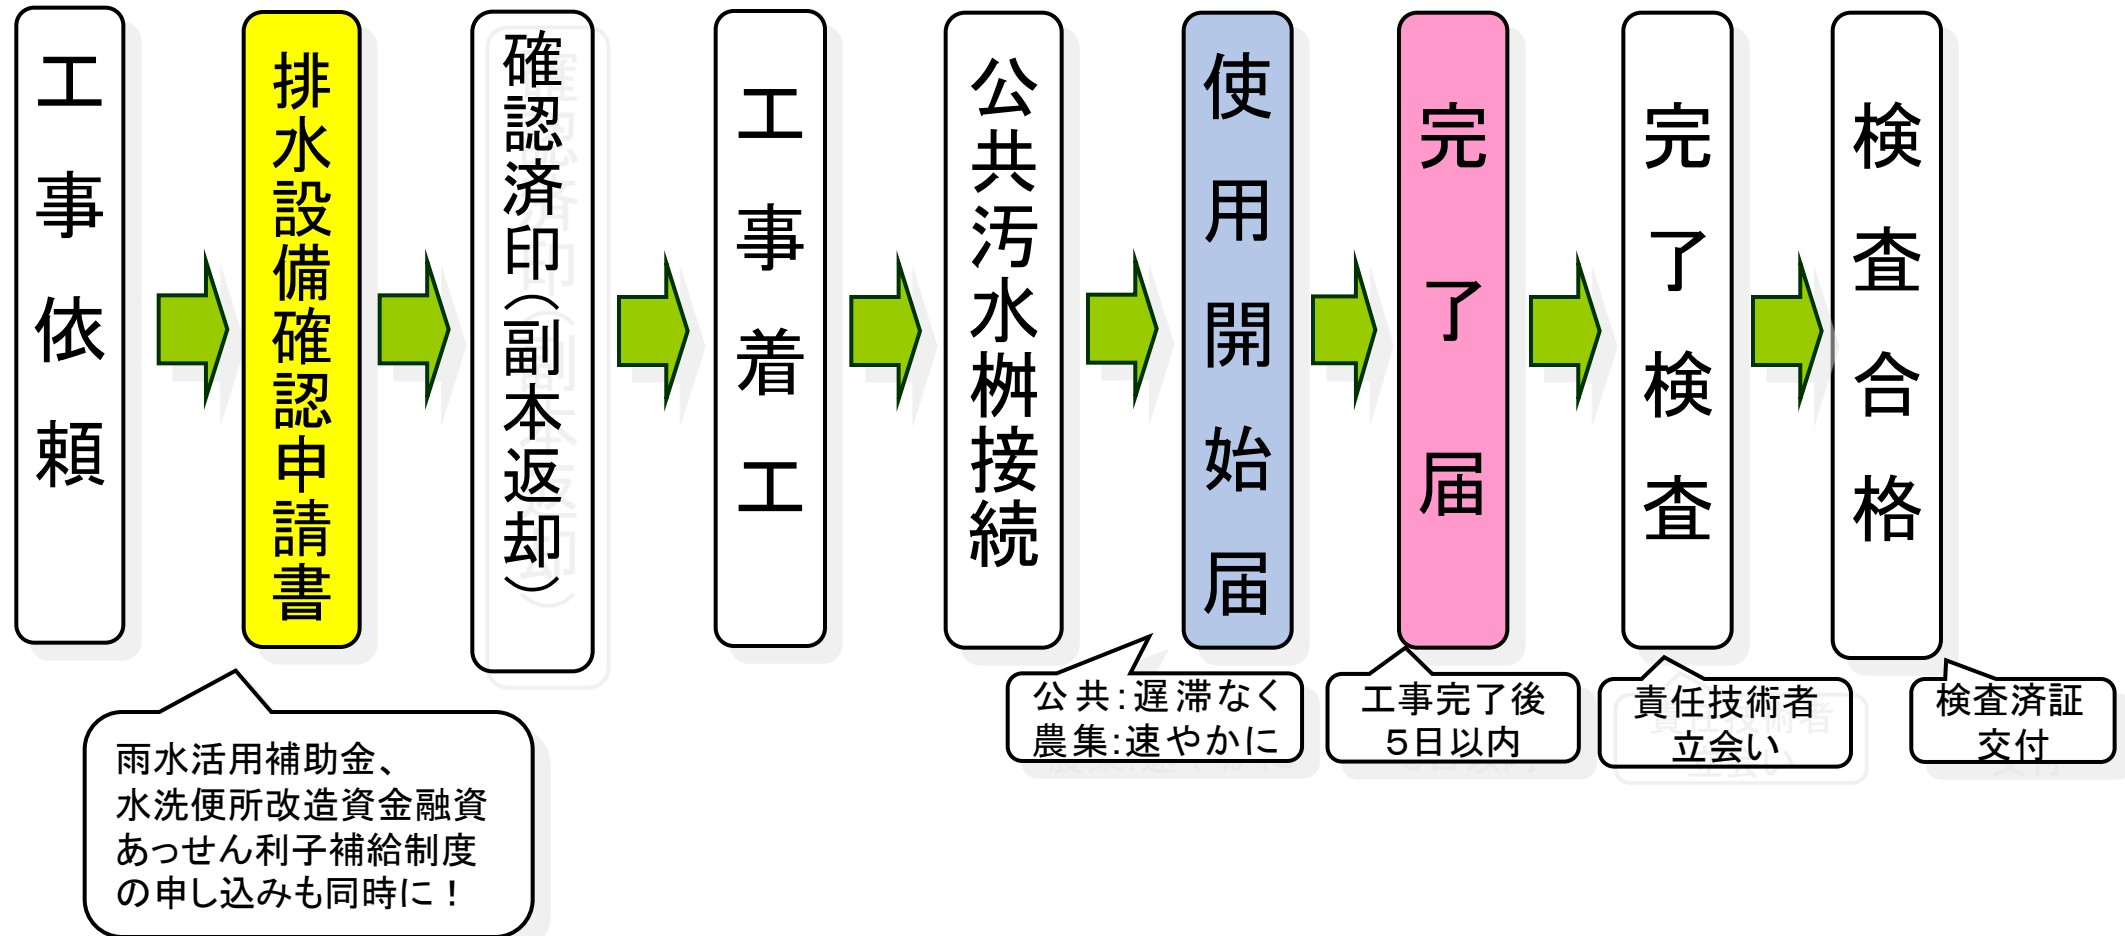 工事依頼
排水設備確認申請書
確認済印(副本返却)
工事着工
公共汚水桝接続
使用開始届
完了届
完了検査
検査合格
雨水活用補助金、
水洗便所改造資金融資
あっせん利子補給制度
の申し込みも同時に！
公共：遅滞なく
農集：速やかに
工事完了後
5日以内
責任技術者
立会い
検査済証
交付